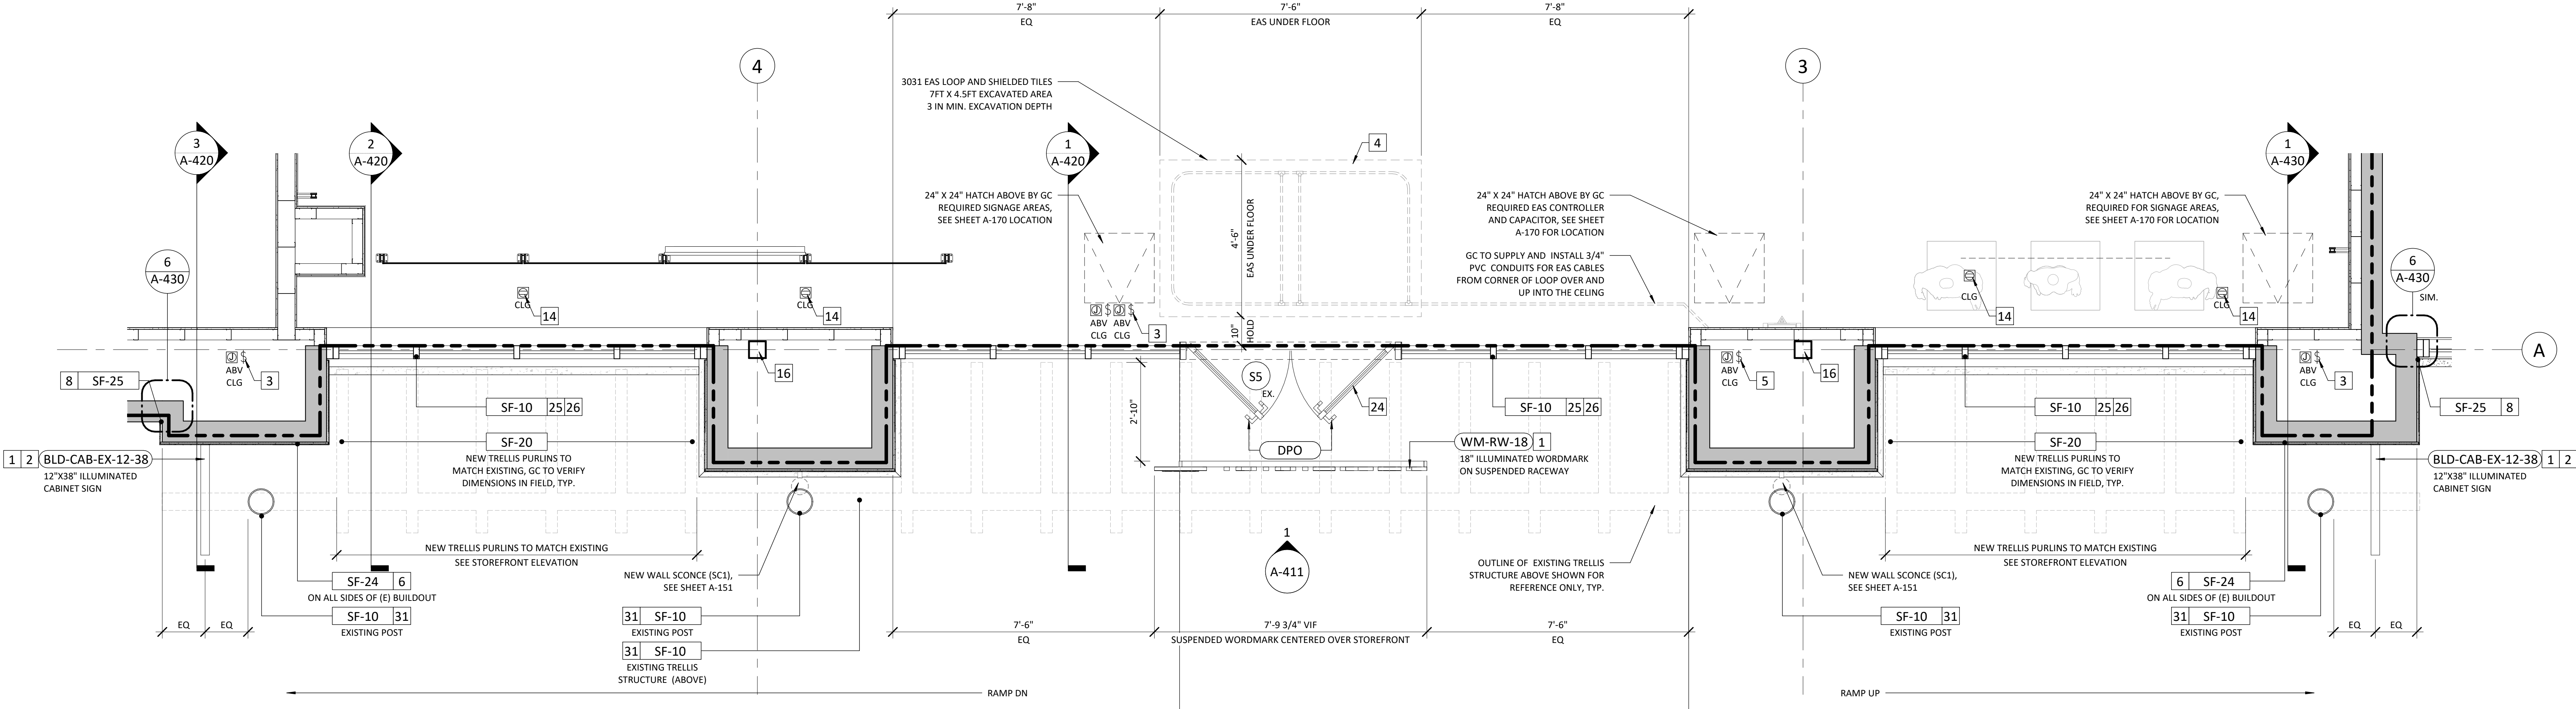 7'-8"
EQ
7'-6"
EAS UNDER FLOOR
7'-8"
EQ
4
3
3031 EAS LOOP AND SHIELDED TILES
7FT X 4.5FT EXCAVATED AREA
3 IN MIN. EXCAVATION DEPTH
3
A-420
2
A-420
1
A-420
4
1
A-430
24" X 24" HATCH ABOVE BY GC
REQUIRED SIGNAGE AREAS,
SEE SHEET A-170 LOCATION
4'-6"
EAS UNDER FLOOR
24" X 24" HATCH ABOVE BY GC
REQUIRED EAS CONTROLLER
AND CAPACITOR, SEE SHEET
A-170 FOR LOCATION
24" X 24" HATCH ABOVE BY GC,
REQUIRED FOR SIGNAGE AREAS,
SEE SHEET A-170 FOR LOCATION
GC TO SUPPLY AND INSTALL 3/4"
PVC CONDUITS FOR EAS CABLES
FROM CORNER OF LOOP OVER AND
UP INTO THE CELING
6
A-430
6
A-430
SIM.
CLG
14
CLG
14
CLG
14
CLG
14
J $ J $
ABV ABV
CLG CLG
3
10"
HOLD
J $
ABV
CLG
3
16
J $
ABV
CLG
5
16
J $
ABV
CLG
3
A
8 SF-25
SF-10 25 26
S5
EX.
24
2'-10"
SF-10 25 26
SF-10 25 26
SF-25 8
SF-20
NEW TRELLIS PURLINS TO
MATCH EXISTING, GC TO VERIFY
DIMENSIONS IN FIELD, TYP.
DPO
WM-RW-18 1
18" ILLUMINATED WORDMARK
ON SUSPENDED RACEWAY
SF-20
NEW TRELLIS PURLINS TO
MATCH EXISTING, GC TO VERIFY
DIMENSIONS IN FIELD, TYP.
1 2 BLD-CAB-EX-12-38
12"X38" ILLUMINATED
CABINET SIGN
BLD-CAB-EX-12-38 1 2
12"X38" ILLUMINATED
CABINET SIGN
NEW TRELLIS PURLINS TO MATCH EXISTING
SEE STOREFRONT ELEVATION
1
A-411
OUTLINE OF EXISTING TRELLIS
STRUCTURE ABOVE SHOWN FOR
REFERENCE ONLY, TYP.
NEW TRELLIS PURLINS TO MATCH EXISTING
SEE STOREFRONT ELEVATION
NEW WALL SCONCE (SC1),
SEE SHEET A-151
NEW WALL SCONCE (SC1),
SEE SHEET A-151
SF-24 6
ON ALL SIDES OF (E) BUILDOUT
6 SF-24
ON ALL SIDES OF (E) BUILDOUT
EQ
EQ
SF-10 31
EXISTING POST
31 SF-10
EXISTING POST
7'-6"
EQ
7'-9 3/4" VIF
SUSPENDED WORDMARK CENTERED OVER STOREFRONT
7'-6"
EQ
SF-10 31
EXISTING POST
31 SF-10
EXISTING POST
EQ
EQ
31 SF-10
EXISTING TRELLIS
STRUCTURE (ABOVE)
RAMP DN
RAMP UP